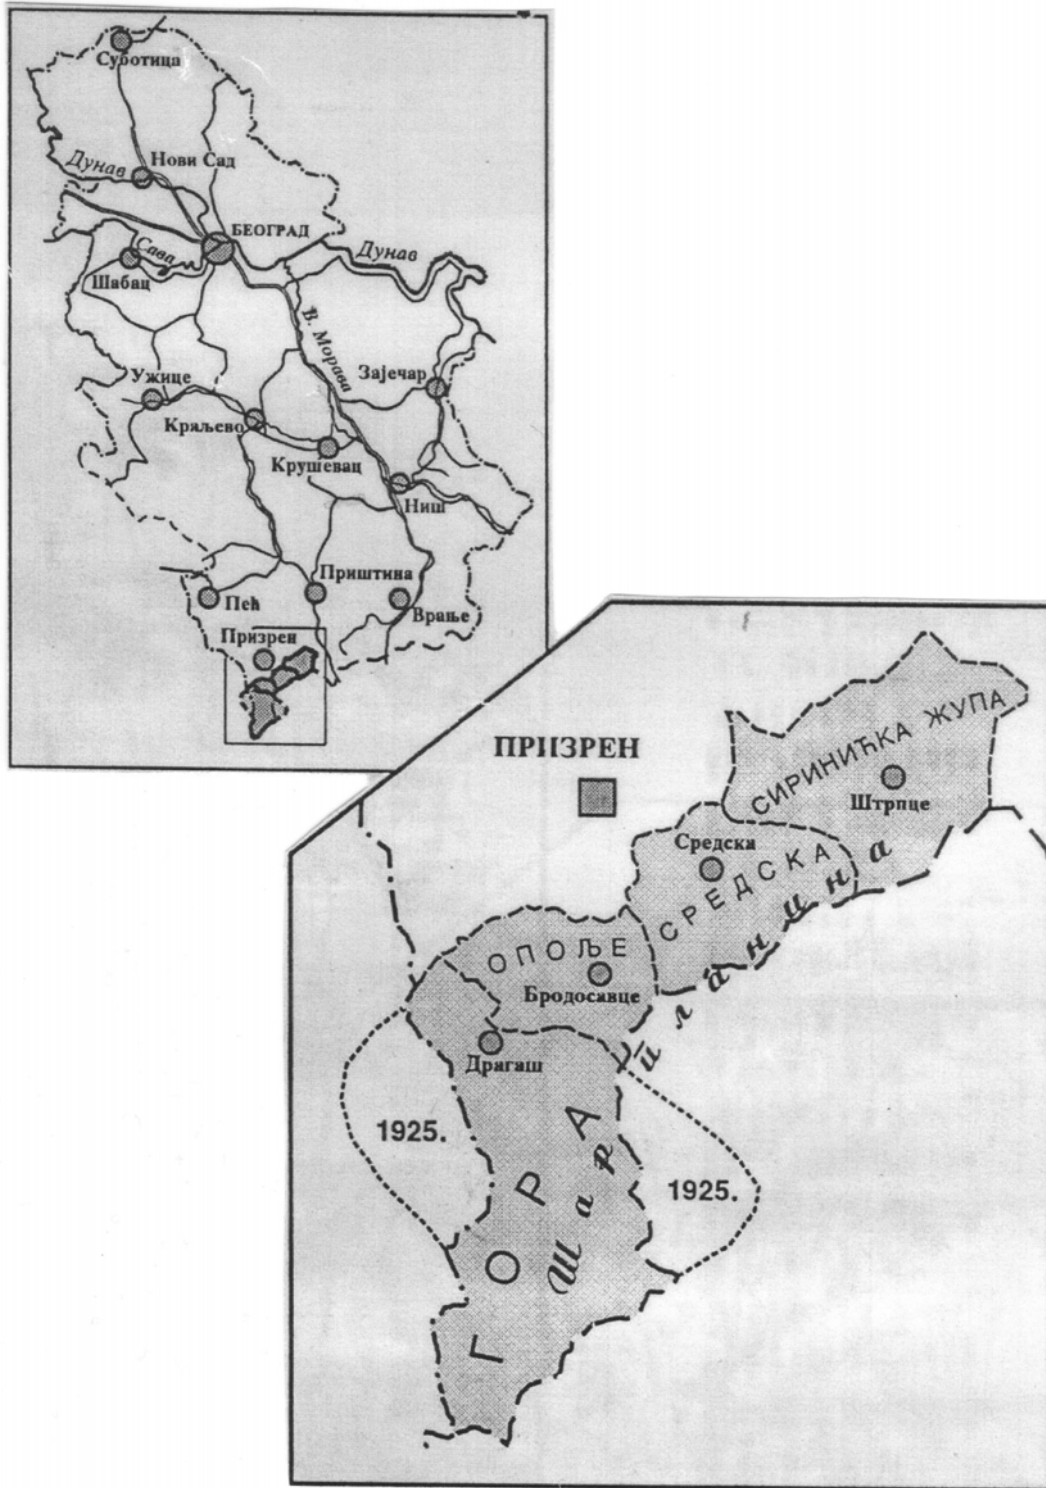 Суботица
Нови Сад
Дунав
БЕОГРАД
Дунав
Сава
Шабац
В. Морава
Зајечар
Ужице
Краљево
Крушевац
Ниш
Приштина
Пећ
Врање
Призрен
ПРИЗРЕН
СИРИНИЋКА ЖУПА
Штрпце
Средска
СРЕДСКА
ОПОЉЕ
Бродосавце
Драгаш
ГОРА
Шар планина
1925.
1925.